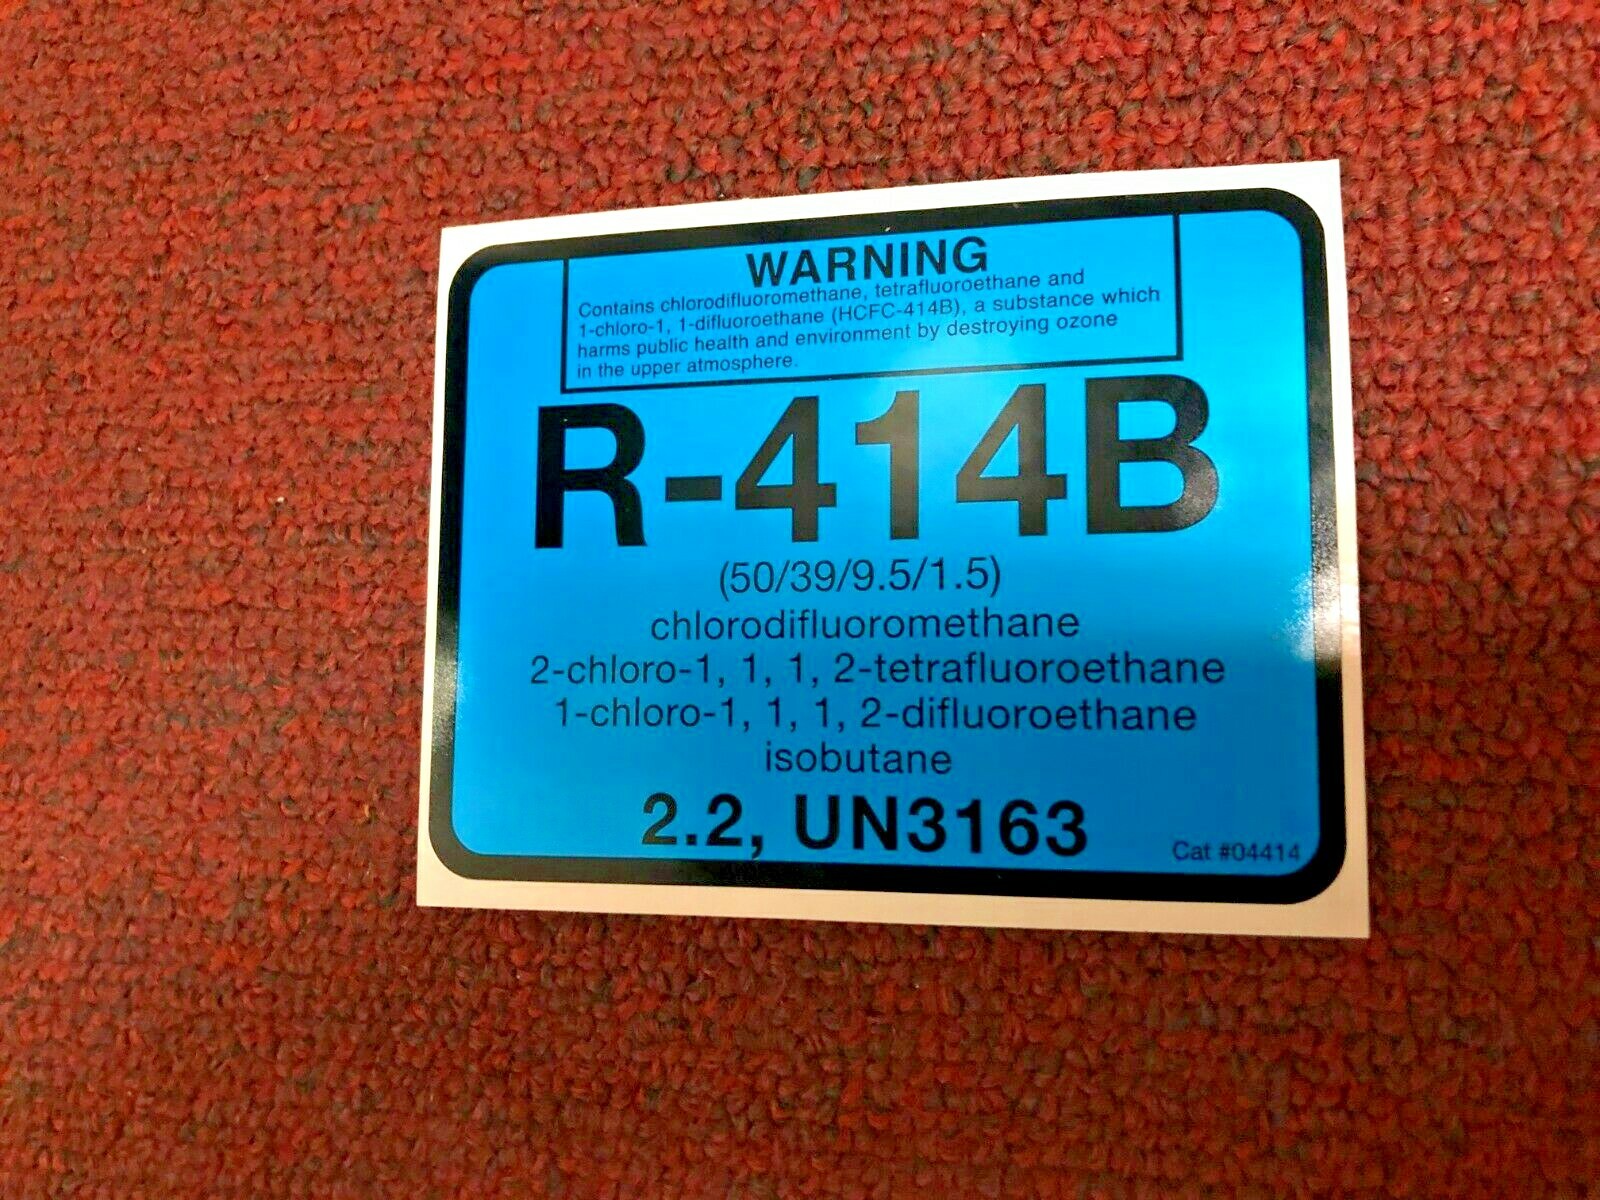 WARNING
Contains chlorodifluoromethane, tetrafluoroethane and
1-chloro-1, 1-difluoroethane (HCFC-414B), a substance which
harms public health and environment by destroying ozone
in the upper atmosphere.
R-414B
(50/39/9.5/1.5)
chlorodifluoromethane
2-chloro-1, 1, 1, 2-tetrafluoroethane
1-chloro-1, 1, 1, 2-difluoroethane
isobutane
2.2, UN3163
Cat #04414